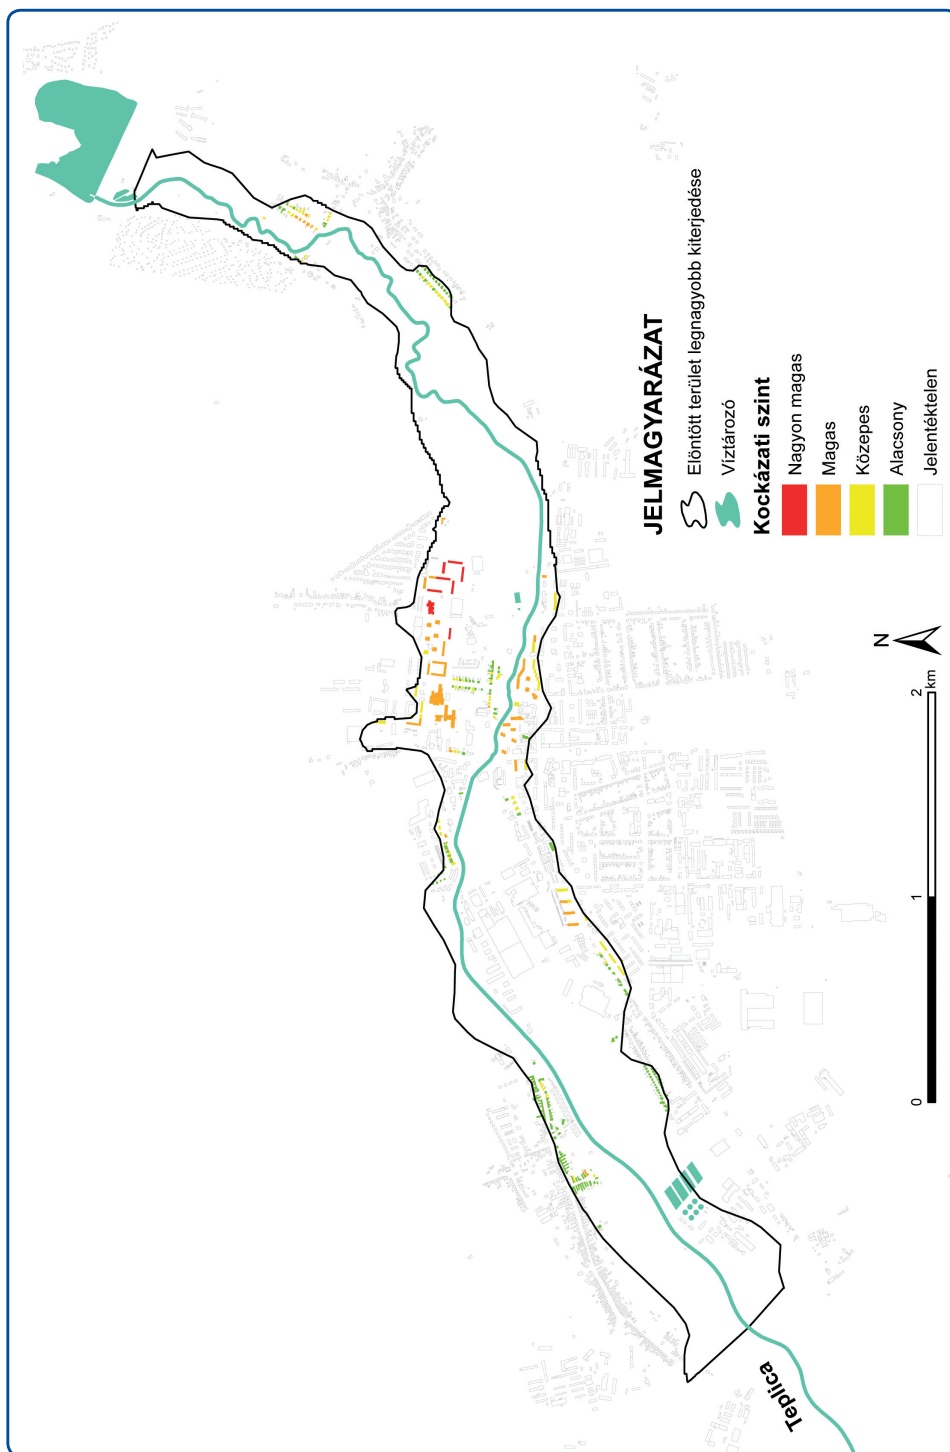 JELMAGYARÁZAT
Elöntött terület legnagyobb kiterjedése
Víztározó
Kockázati szint
Nagyon magas
Magas
Közepes
Alacsony
Jelentéktelen
N
0 1 2
km
Teplica